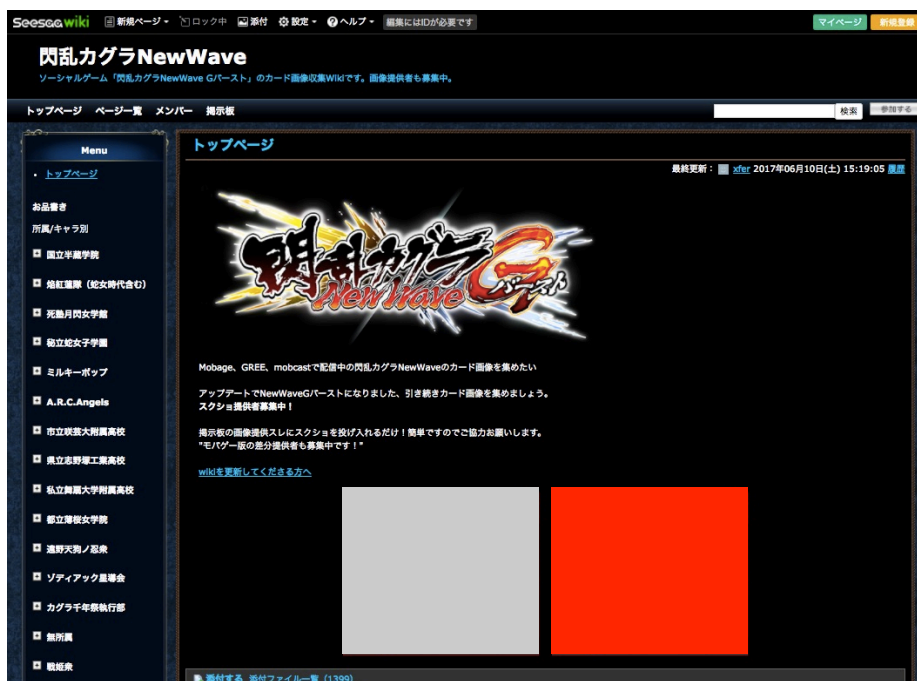 Seesaa wiki 新規ページ ロック中 添付 設定 ヘルプ 編集にはIDが必要です マイページ 新規登録
閃乱カグラNewWave
ソーシャルゲーム「閃乱カグラNewWave Gバースト」のカード画像収集Wikiです。画像提供者も募集中。
トップページ ページ一覧 メンバー 掲示板 検索 参加する
Menu
・ トップページ
お品書き
所属/キャラ別
国立半蔵学院
焔紅蓮隊（蛇女時代含む）
死塾月閃女学館
秘立蛇女子学園
ミルキーポップ
A.R.C.Angels
市立咲芸大附属高校
県立志野塚工業高校
私立舞扇大学附属高校
都立薄桜女学院
遠野天狗ノ忍衆
ゾディアック星導会
カグラ千年祭執行部
無所属
戦姫衆
トップページ
最終更新： xfer 2017年06月10日(土) 15:19:05 履歴
閃乱カグラ
NewWave
G
バースト
Mobage、GREE、mobcastで配信中の閃乱カグラNewWaveのカード画像を集めたい
アップデートでNewWaveGバーストになりました、引き続きカード画像を集めましょう。
スクショ提供者募集中！
掲示板の画像提供スレにスクショを投げ入れるだけ！簡単ですのでご協力お願いします。
"モバゲー版の差分提供者も募集中です！"
wikiを更新してくださる方へ
添付する 添付ファイル一覧（1399）